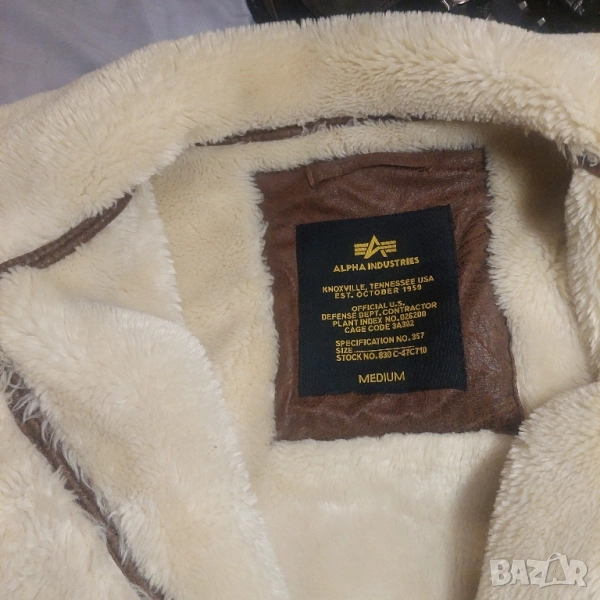 ALPHA INDUSTRIES
KNOXVILLE, TENNESSEE USA
EST. OCTOBER 1959
OFFICIAL U.S.
DEFENSE DEPT. CONTRACTOR
PLANT INDEX NO. 026200
CAGE CODE 3A302
SPECIFICATION NO. 357
SIZE
STOCK NO. 830 C-47C710
MEDIUM
BAZAR